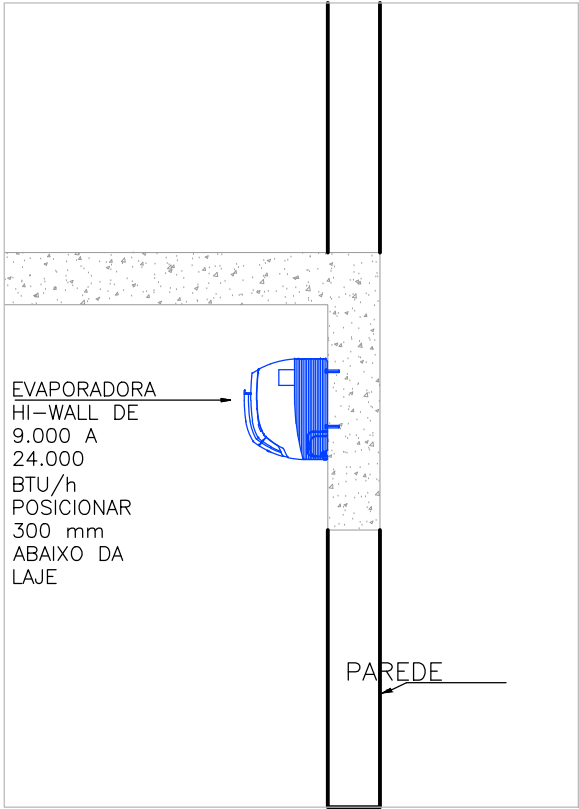 EVAPORADORA
HI-WALL DE
9.000 A
24.000
BTU/h
POSICIONAR
300 mm
ABAIXO DA
LAJE
PAREDE